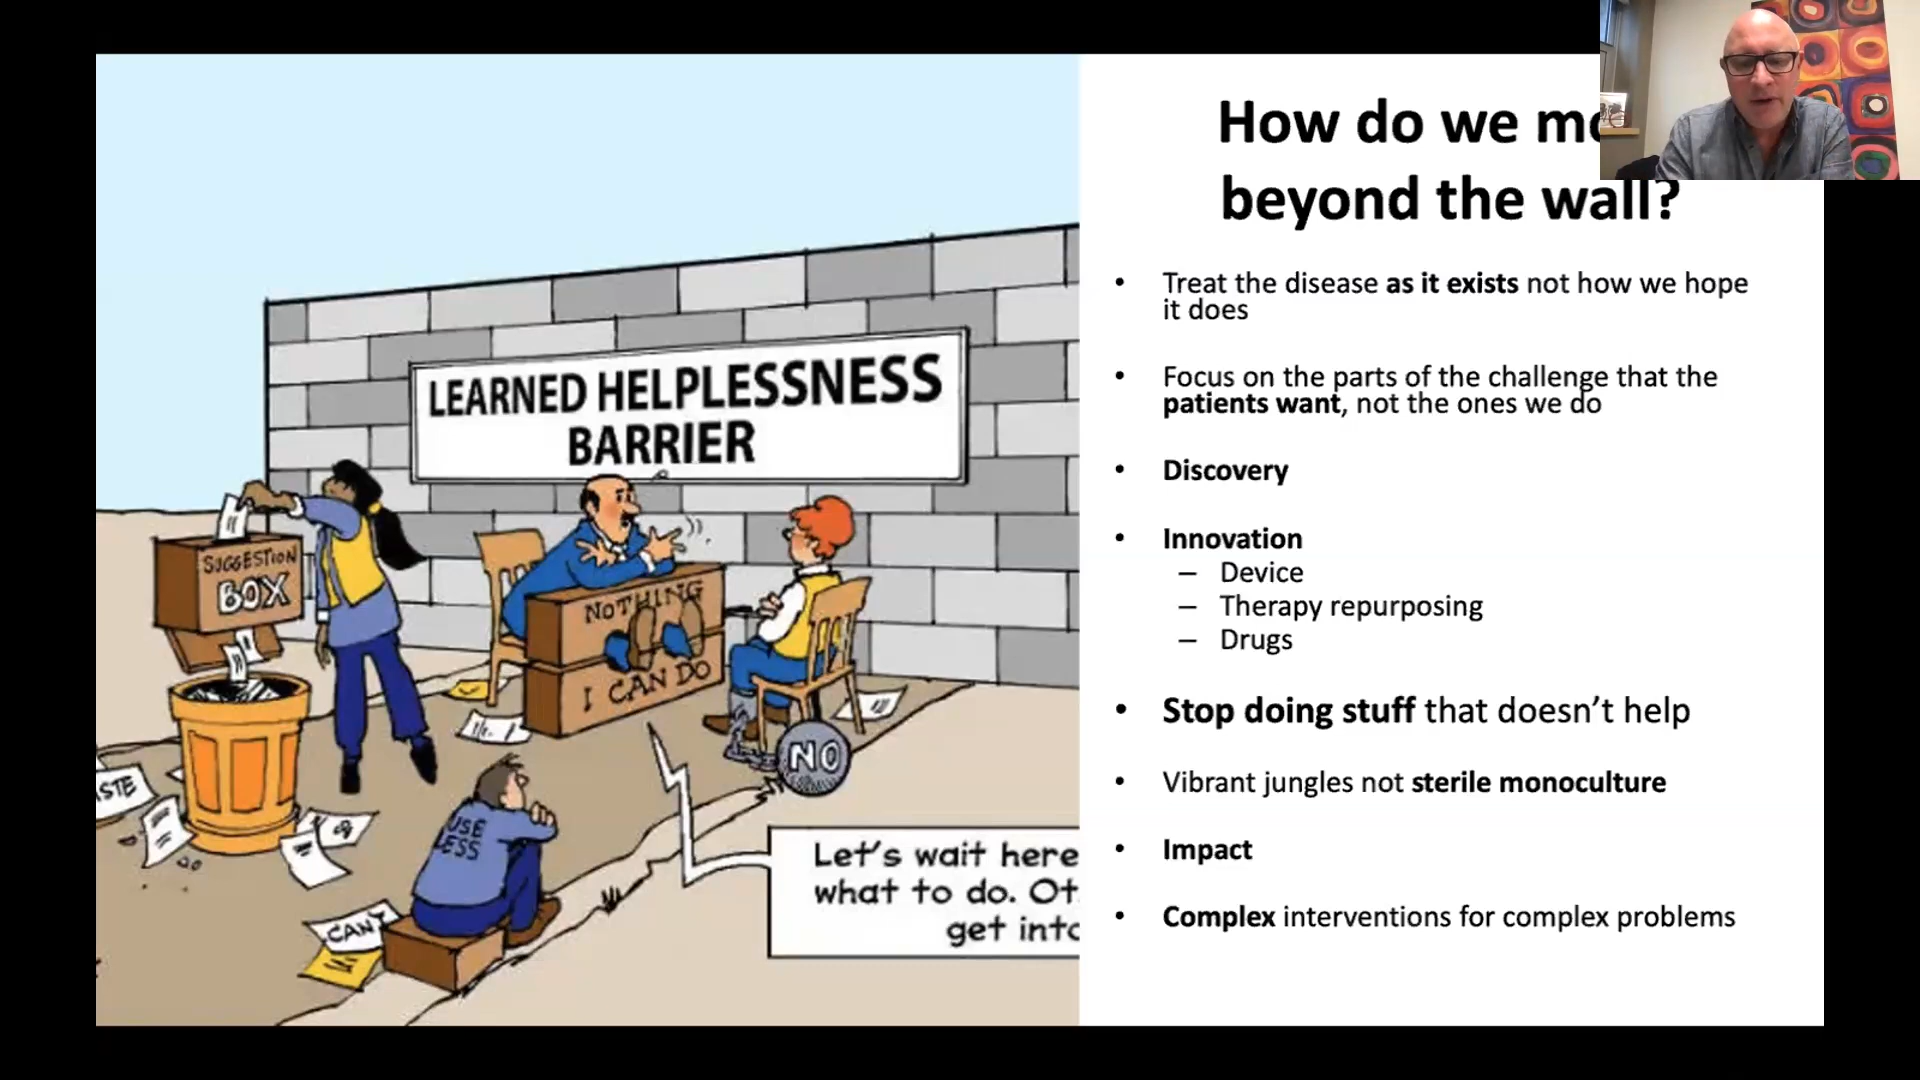 How do we m
beyond the wall?
LEARNED HELPLESSNESS
BARRIER
SUGGESTION
BOX
NOTHING
I CAN DO
NO
USE
LESS
CAN'T
Let's wait here
what to do. Ot
get into
• Treat the disease as it exists not how we hope
it does
• Focus on the parts of the challenge that the
patients want, not the ones we do
• Discovery
• Innovation
– Device
– Therapy repurposing
– Drugs
• Stop doing stuff that doesn't help
• Vibrant jungles not sterile monoculture
• Impact
• Complex interventions for complex problems